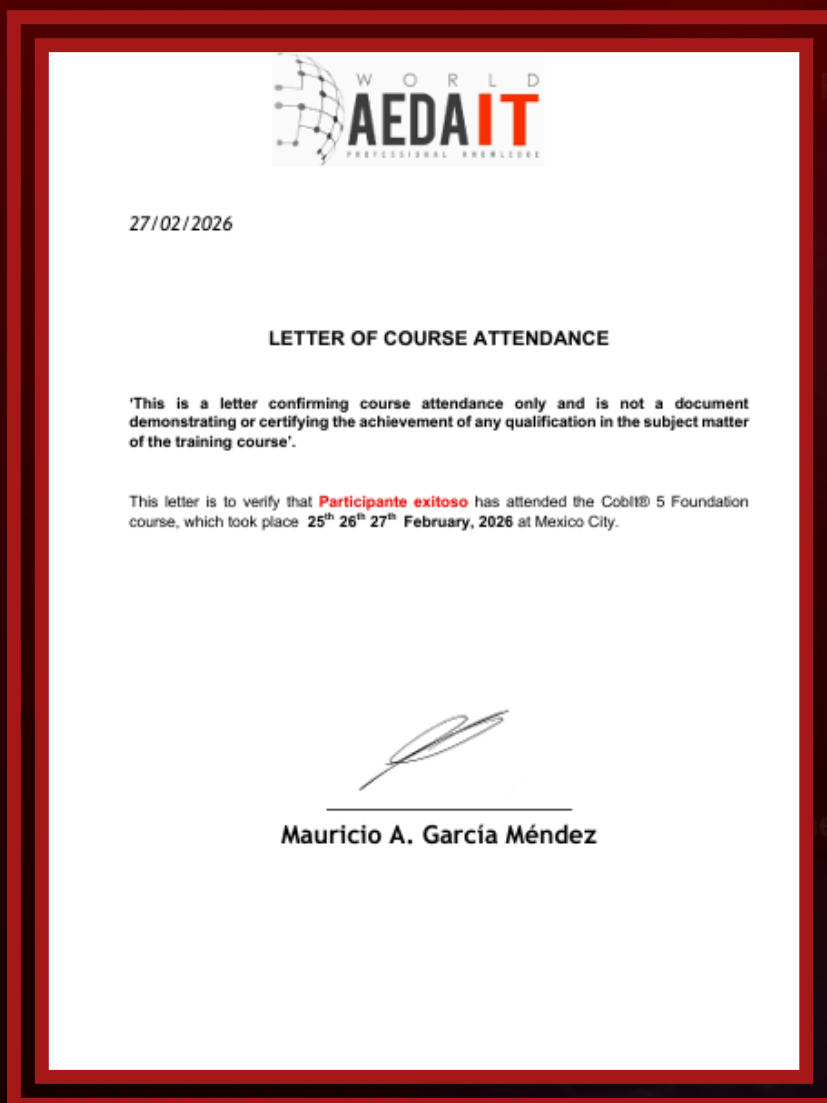 WORLD
AEDAIT
PROFESSIONAL KNOWLEDGE
27/02/2026
LETTER OF COURSE ATTENDANCE
‘This is a letter confirming course attendance only and is not a document
demonstrating or certifying the achievement of any qualification in the subject matter
of the training course’.
This letter is to verify that Participante exitoso has attended the CobIt® 5 Foundation
course, which took place 25th 26th 27th February, 2026 at Mexico City.
Mauricio A. García Méndez